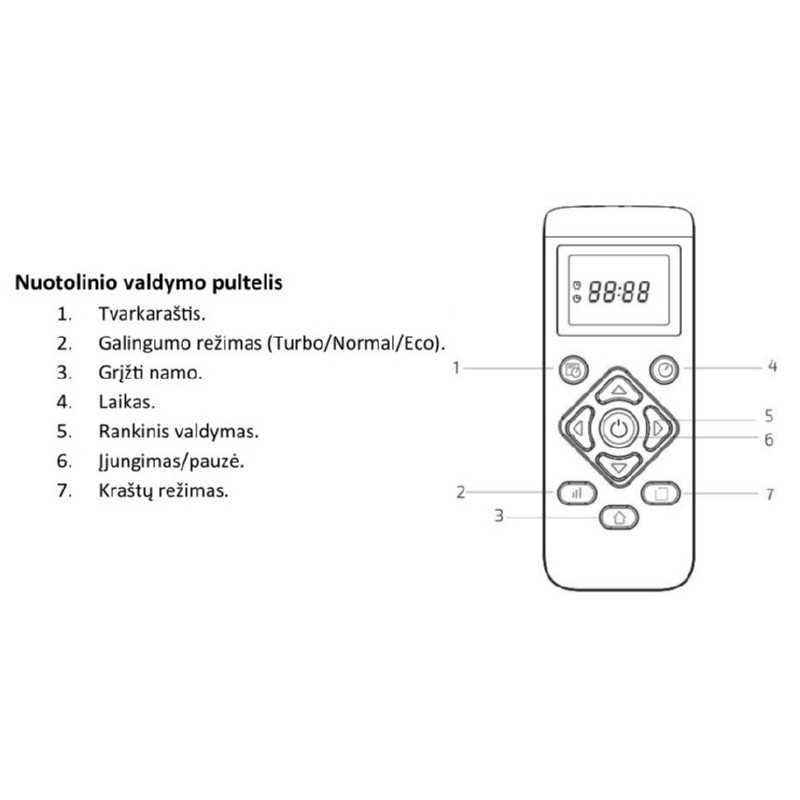 Nuotolinio valdymo pultelis
1. Tvarkaraštis.
2. Galingumo režimas (Turbo/Normal/Eco).
3. Grįžti namo.
4. Laikas.
5. Rankinis valdymas.
6. Įjungimas/pauzė.
7. Kraštų režimas.
88:88
1
4
5
6
2
7
3